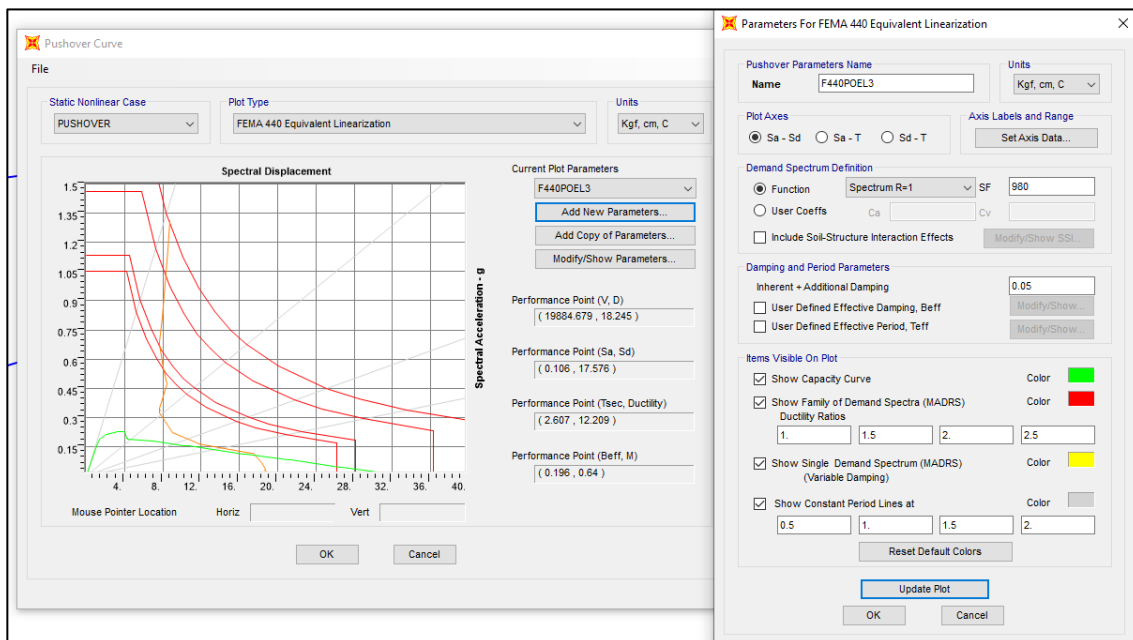 Pushover Curve
File
Static Nonlinear Case
PUSHOVER
Plot Type
FEMA 440 Equivalent Linearization
Units
Kgf, cm, C
Spectral Displacement
1.5
1.35
1.2
1.05
0.9
0.75
0.6
0.45
0.3
0.15
4. 8. 12. 16. 20. 24. 28. 32. 36. 40.
Spectral Acceleration - g
Mouse Pointer Location Horiz Vert
Current Plot Parameters
F440POEL3
Add New Parameters...
Add Copy of Parameters...
Modify/Show Parameters...
Performance Point (V, D)
( 19884.679 , 18.245 )
Performance Point (Sa, Sd)
( 0.106 , 17.576 )
Performance Point (Tsec, Ductility)
( 2.607 , 12.209 )
Performance Point (Beff, M)
( 0.196 , 0.64 )
OK Cancel
Parameters For FEMA 440 Equivalent Linearization
Pushover Parameters Name
Name F440POEL3
Units
Kgf, cm, C
Plot Axes
Sa - Sd Sa - T Sd - T
Axis Labels and Range
Set Axis Data...
Demand Spectrum Definition
Function Spectrum R=1 SF 980
User Coeffs Ca Cv
Include Soil-Structure Interaction Effects Modify/Show SSI...
Damping and Period Parameters
Inherent + Additional Damping 0.05
User Defined Effective Damping, Beff Modify/Show...
User Defined Effective Period, Teff Modify/Show...
Items Visible On Plot
Show Capacity Curve Color
Show Family of Demand Spectra (MADRS) Color
Ductility Ratios
1. 1.5 2. 2.5
Show Single Demand Spectrum (MADRS) Color
(Variable Damping)
Show Constant Period Lines at Color
0.5 1. 1.5 2.
Reset Default Colors
Update Plot
OK Cancel